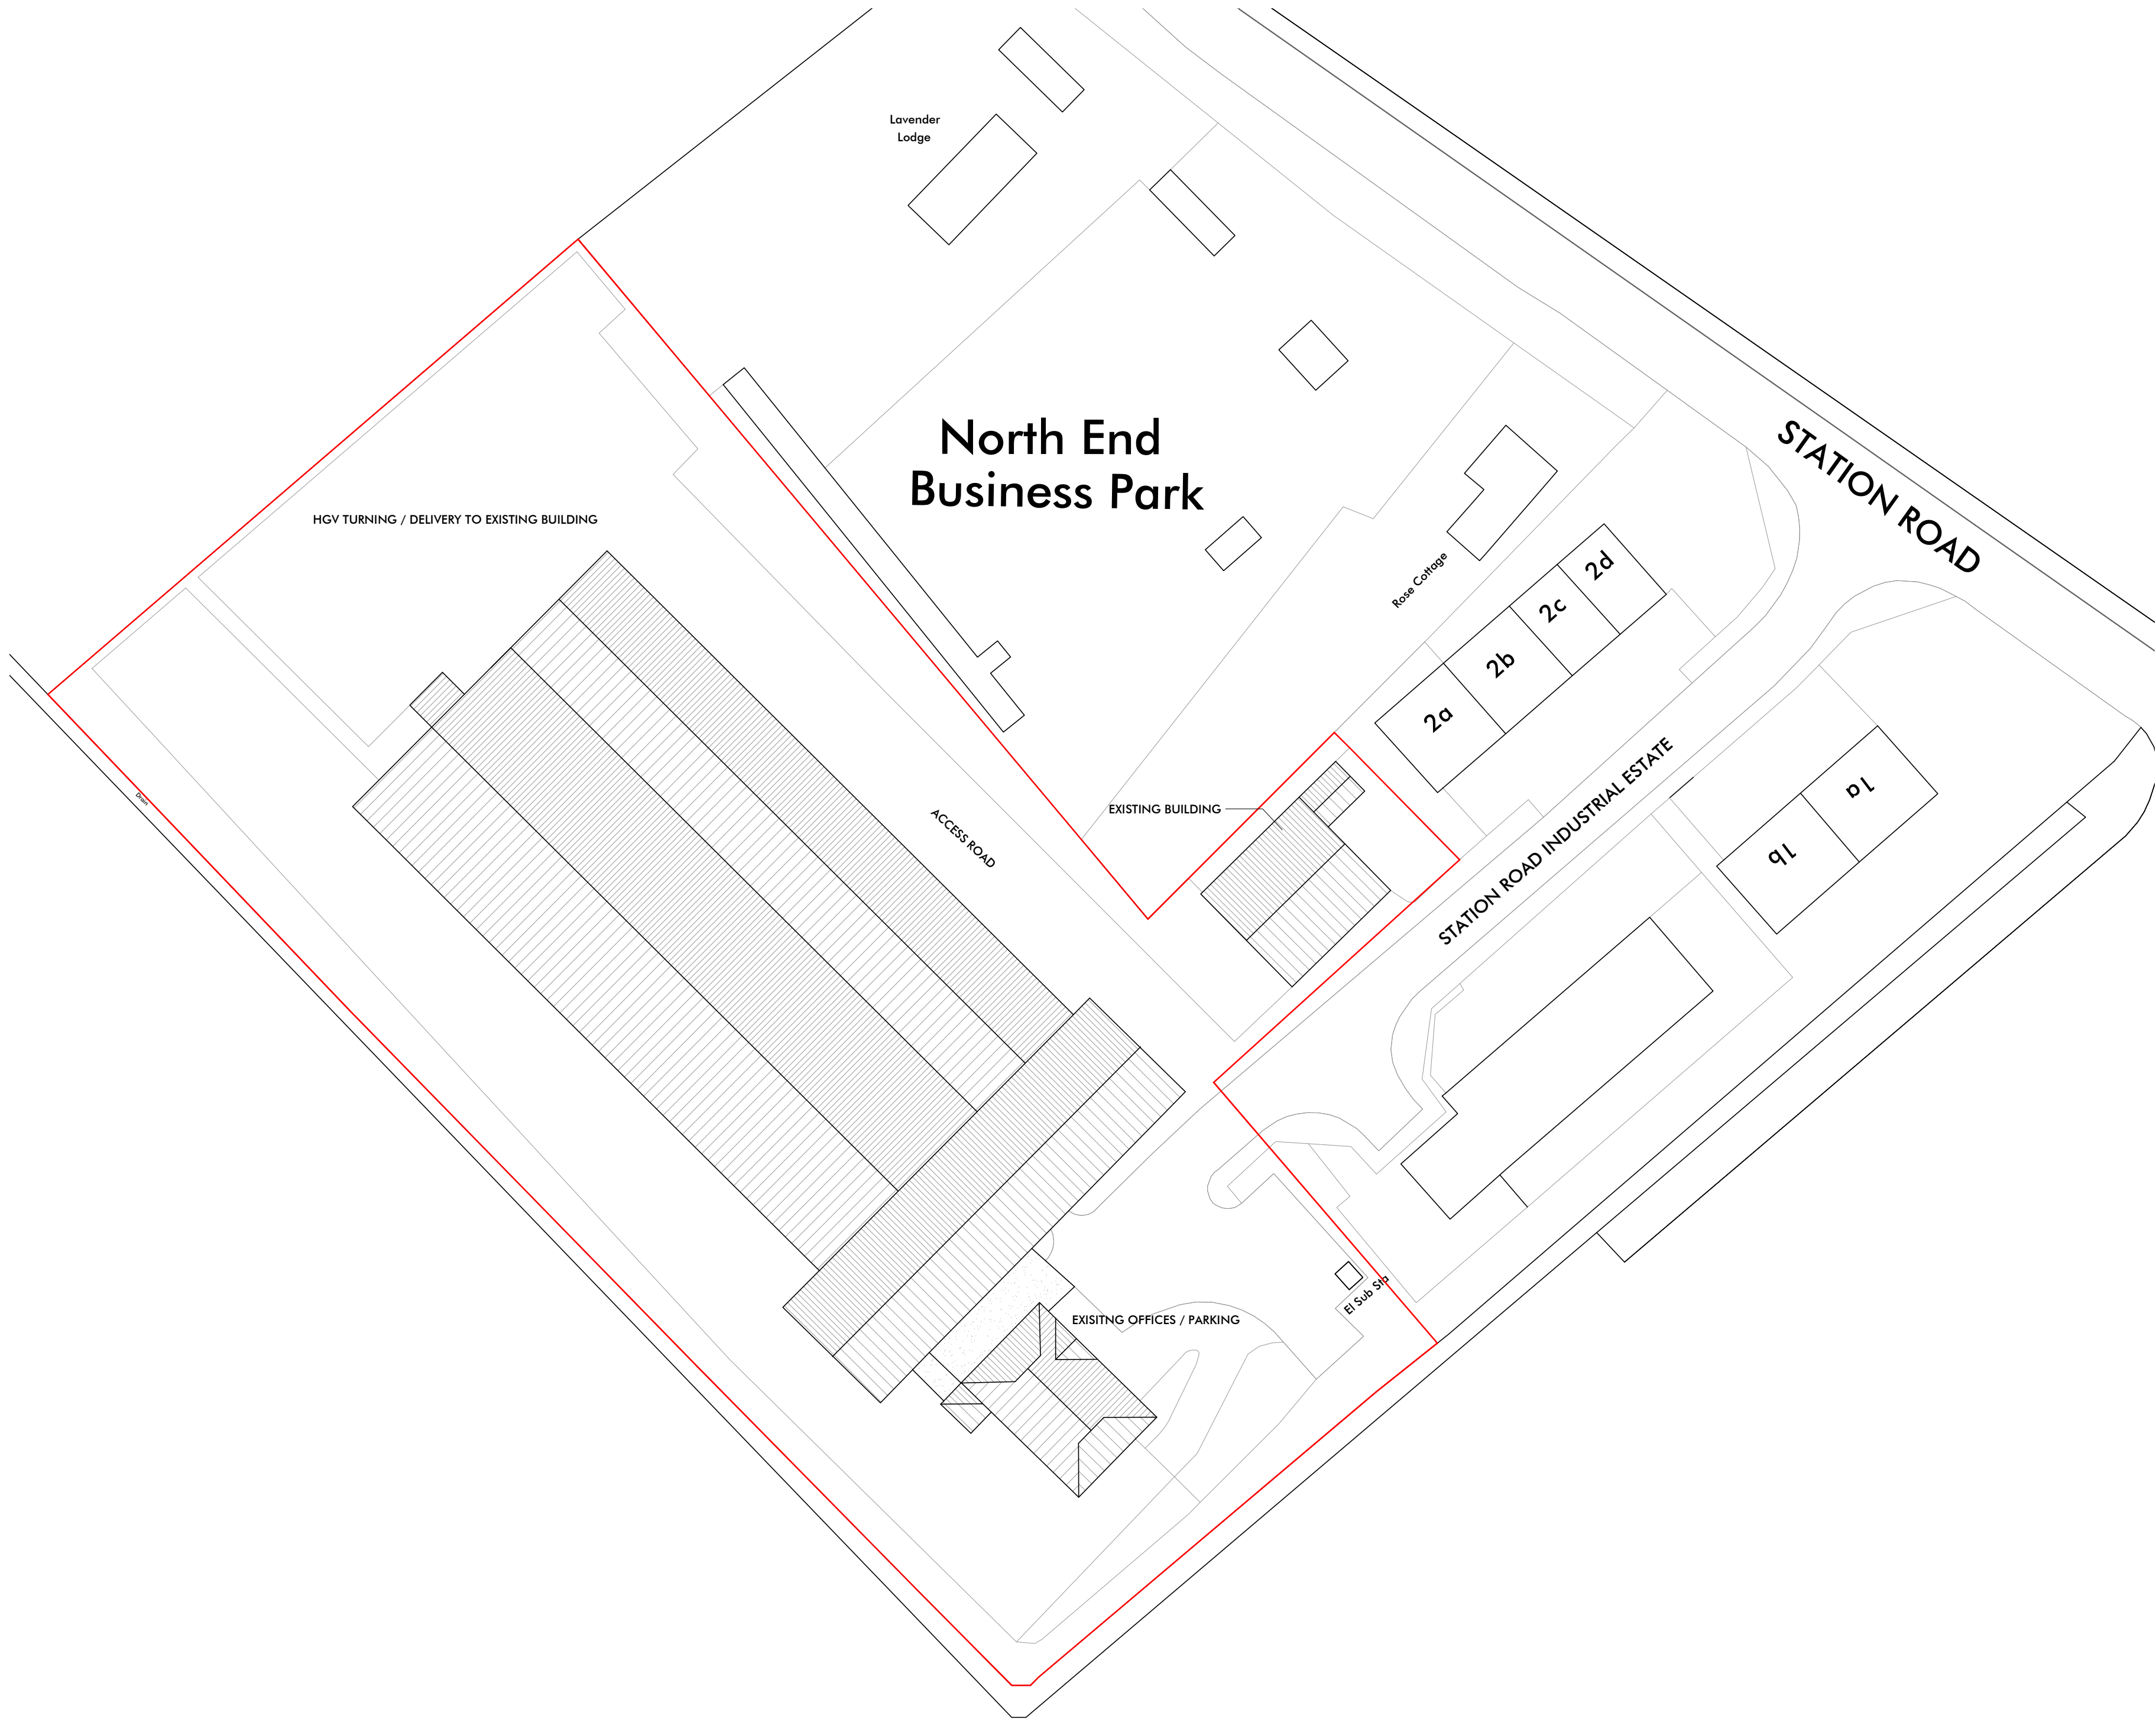 Lavender
Lodge
North End
Business Park
STATION ROAD
HGV TURNING / DELIVERY TO EXISTING BUILDING
Rose Cottage
2d
2c
2b
2a
STATION ROAD INDUSTRIAL ESTATE
1a
1b
Drain
ACCESS ROAD
EXISTING BUILDING
El Sub Sta
EXISITNG OFFICES / PARKING